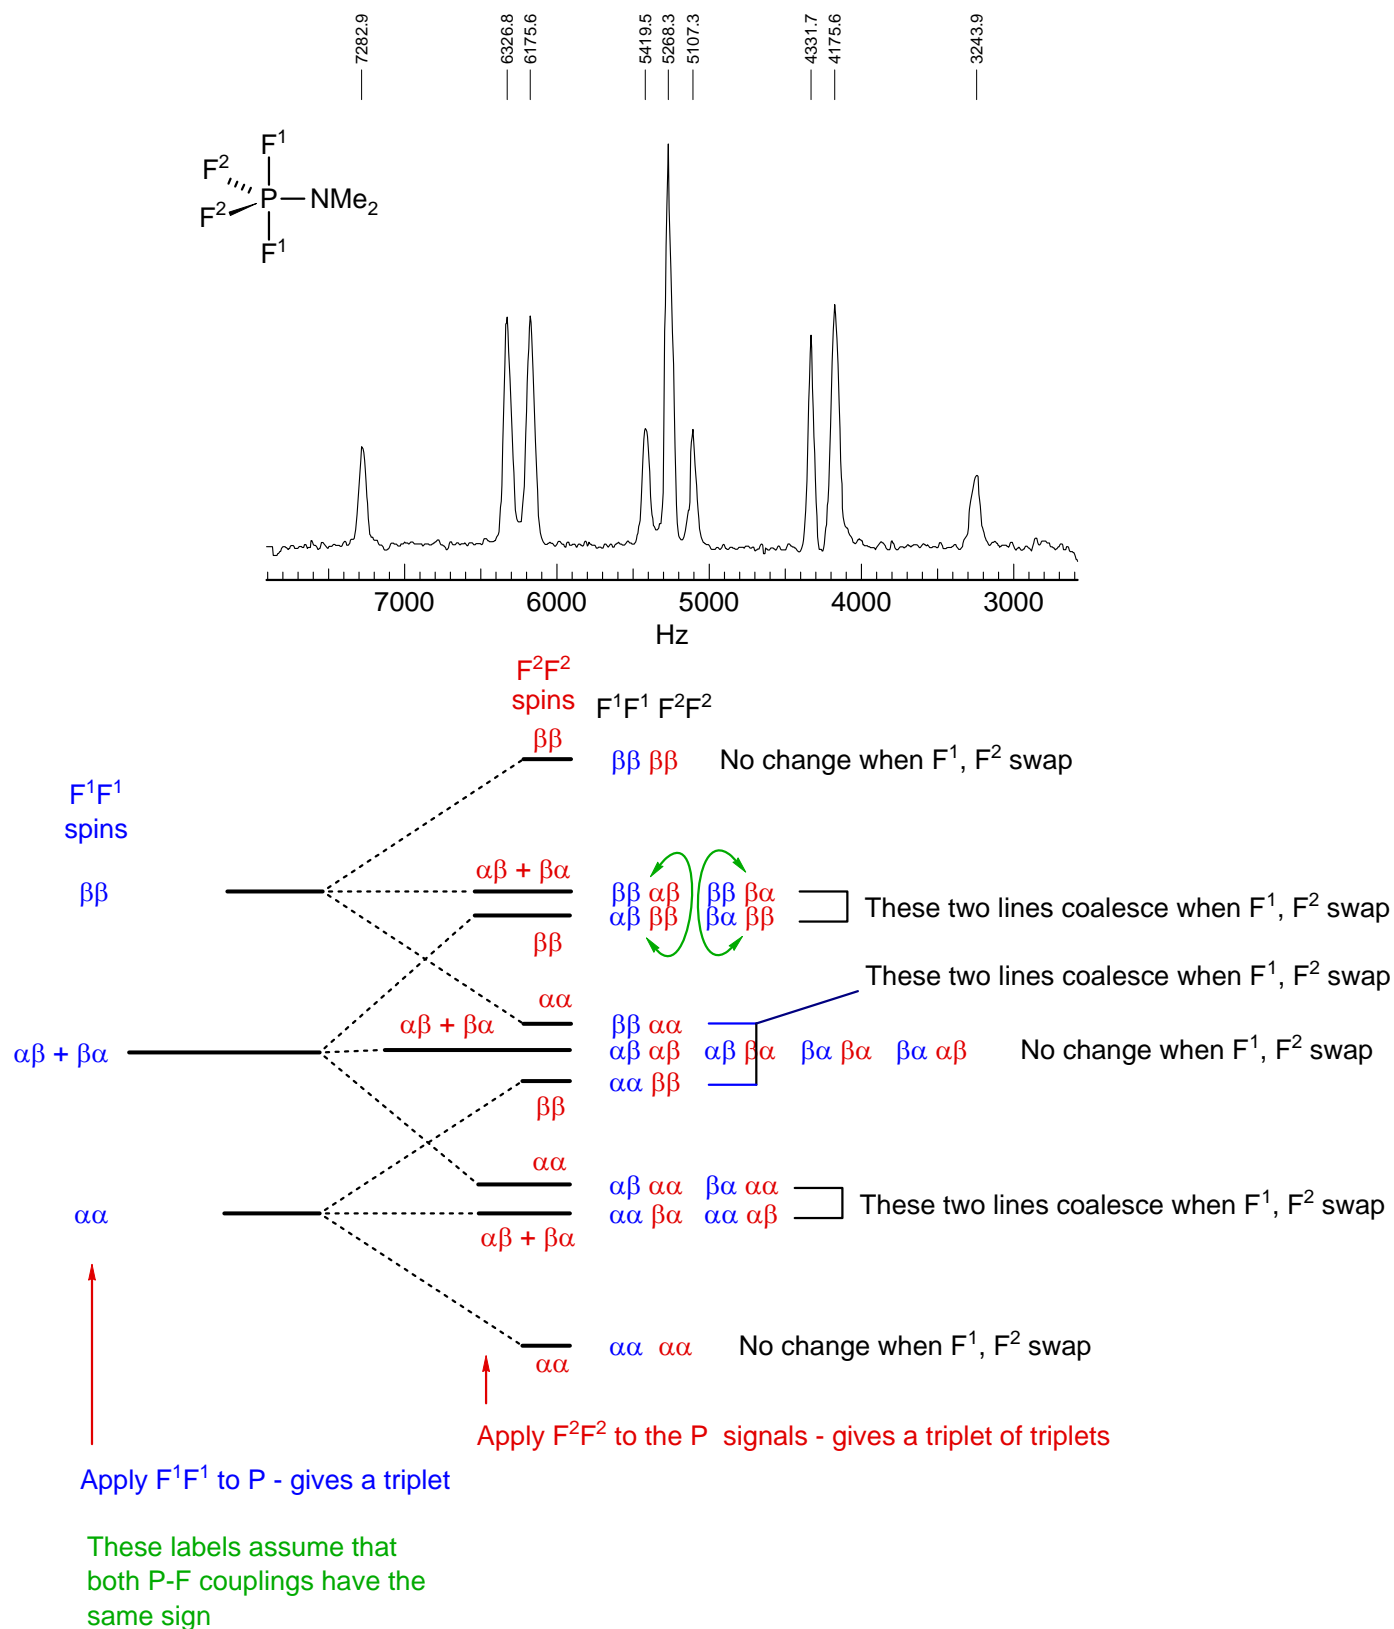 7282.9 6326.8 6175.6 5419.5 5268.3 5107.3 4331.7 4175.6 3243.9
F¹
F²
P NMe₂
F²
F¹
7000 6000 5000 4000 3000
Hz
F²F²
spins
F¹F¹ F²F²
ββ
ββ ββ No change when F¹, F² swap
F¹F¹
spins
αβ + βα
ββ
ββ αβ ββ βα
These two lines coalesce when F¹, F² swap
αβ ββ βα ββ
ββ
These two lines coalesce when F¹, F² swap
αα
αβ + βα
ββ αα
αβ + βα
αβ αβ αβ βα βα βα βα αβ No change when F¹, F² swap
αα ββ
ββ
αα
αβ αα βα αα
These two lines coalesce when F¹, F² swap
αα
αα βα αα αβ
αβ + βα
αα αα No change when F¹, F² swap
αα
Apply F²F² to the P signals - gives a triplet of triplets
Apply F¹F¹ to P - gives a triplet
These labels assume that
both P-F couplings have the
same sign